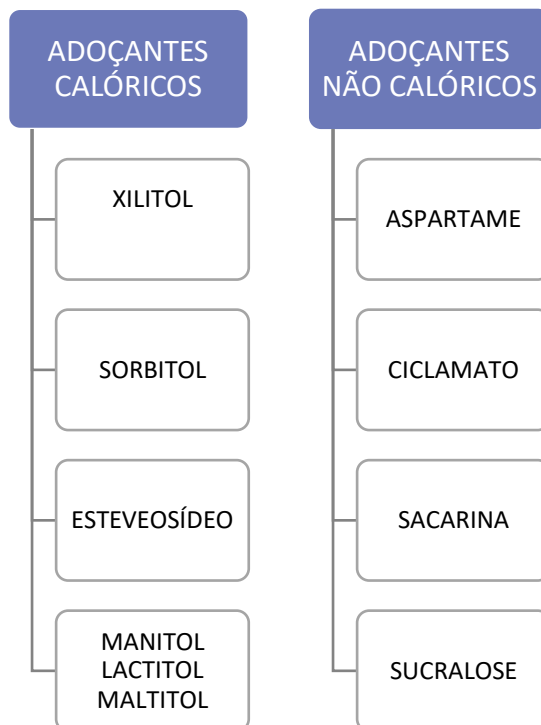 ADOÇANTES
CALÓRICOS
XILITOL
SORBITOL
ESTEVEOSÍDEO
MANITOL
LACTITOL
MALTITOL
ADOÇANTES
NÃO CALÓRICOS
ASPARTAME
CICLAMATO
SACARINA
SUCRALOSE